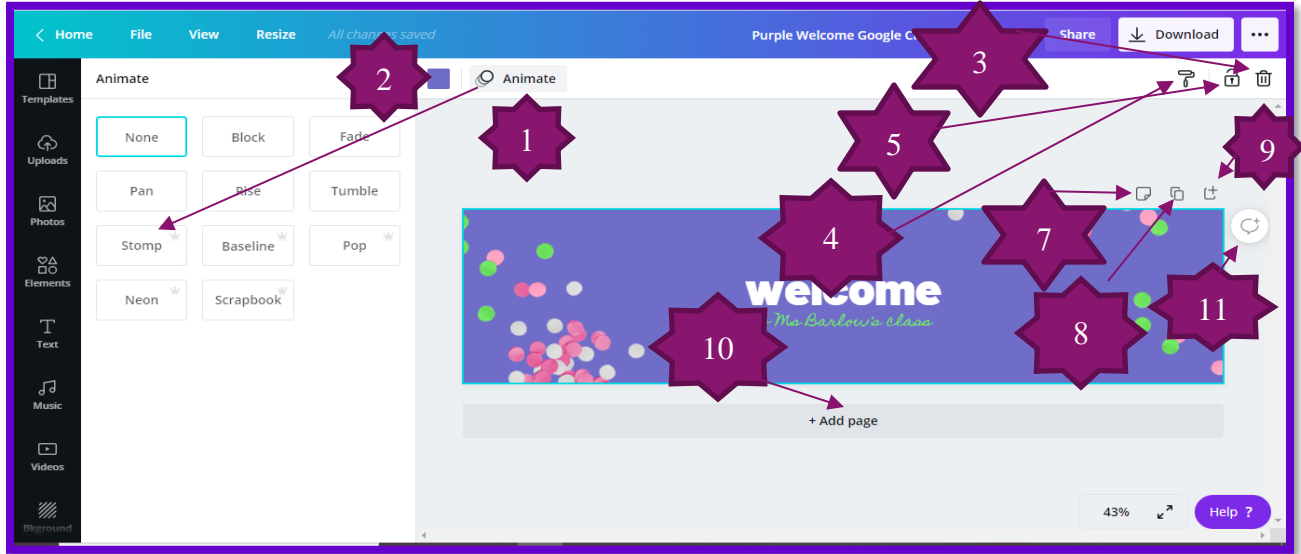 Home File View Resize All changes saved Purple Welcome Google Share Download
Templates
Uploads
Photos
Elements
Text
Music
Videos
Bkground
Animate
2
Animate
1
3
5
9
None Block Fade
Pan Rise Tumble
Stomp Baseline Pop
Neon Scrapbook
4
7
8
11
10
welcome
Ms Barlow's class
+ Add page
43%
Help ?